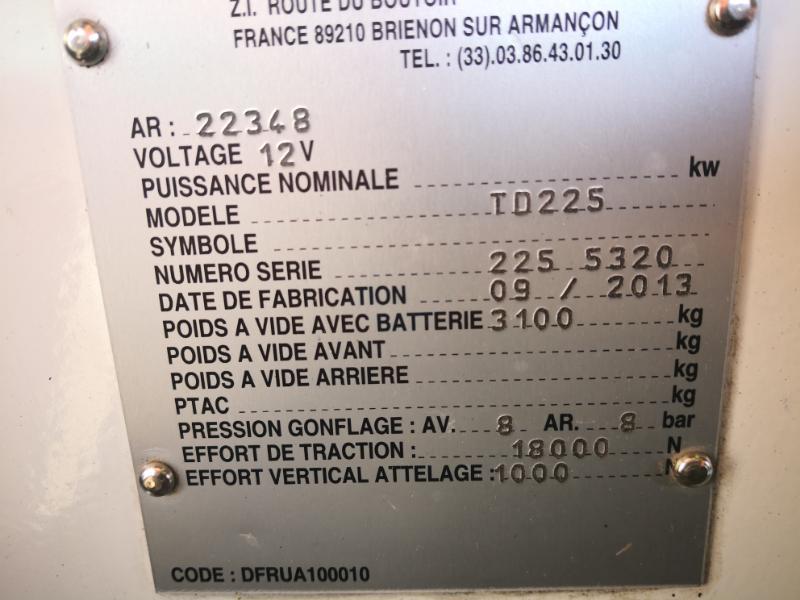 Z.I. ROUTE DU BOUTOIR
FRANCE 89210 BRIENON SUR ARMANÇON
TEL. : (33).03.86.43.01.30
AR : 22348
VOLTAGE 12V
PUISSANCE NOMINALE kw
MODELE TD225
SYMBOLE
NUMERO SERIE 225 5320
DATE DE FABRICATION 09 / 2013
POIDS A VIDE AVEC BATTERIE 3100 kg
POIDS A VIDE AVANT kg
POIDS A VIDE ARRIERE kg
PTAC kg
PRESSION GONFLAGE : AV. 8 AR. 8 bar
EFFORT DE TRACTION : 18000 N
EFFORT VERTICAL ATTELAGE : 1000 N
CODE : DFRUA100010